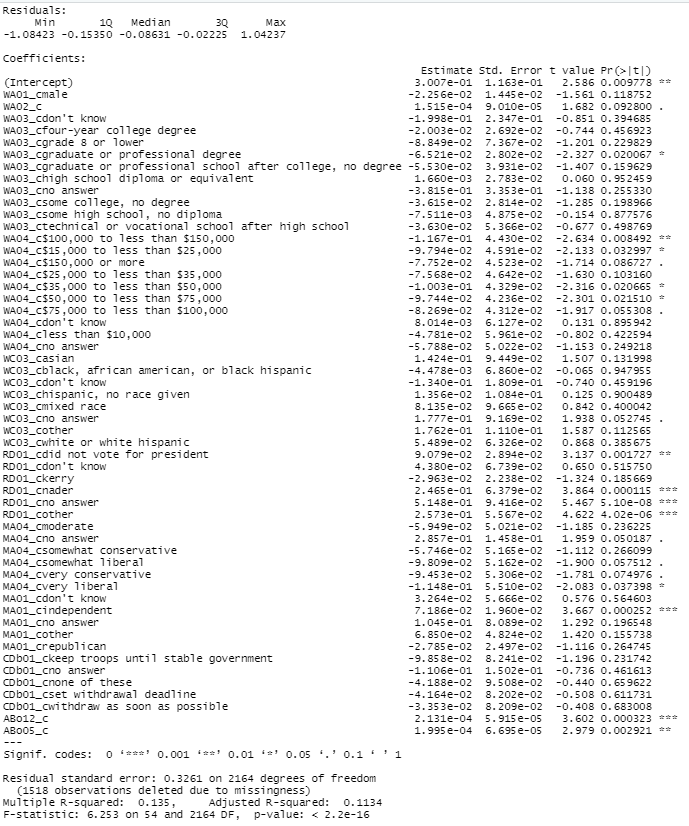 Residuals:
Min 1Q Median 3Q Max
-1.08423 -0.15350 -0.08631 -0.02225 1.04237
Coefficients:
Estimate Std. Error t value Pr(>|t|)
(Intercept) 3.007e-01 1.163e-01 2.586 0.009778 **
WA01_cmale -2.256e-02 1.445e-02 -1.561 0.118752
WA02_c 1.515e-04 9.010e-05 1.682 0.092800 .
WA03_cdon't know -1.998e-01 2.347e-01 -0.851 0.394685
WA03_cfour-year college degree -2.003e-02 2.692e-02 -0.744 0.456923
WA03_cgrade 8 or lower -8.849e-02 7.367e-02 -1.201 0.229829
WA03_cgraduate or professional degree -6.521e-02 2.802e-02 -2.327 0.020067 *
WA03_cgraduate or professional school after college, no degree -5.530e-02 3.931e-02 -1.407 0.159629
WA03_chigh school diploma or equivalent 1.660e-03 2.783e-02 0.060 0.952459
WA03_cno answer -3.815e-01 3.353e-01 -1.138 0.255330
WA03_csome college, no degree -3.615e-02 2.814e-02 -1.285 0.198966
WA03_csome high school, no diploma -7.511e-03 4.875e-02 -0.154 0.877576
WA03_ctechnical or vocational school after high school -3.630e-02 5.366e-02 -0.677 0.498769
WA04_c$100,000 to less than $150,000 -1.167e-01 4.430e-02 -2.634 0.008492 **
WA04_c$15,000 to less than $25,000 -9.794e-02 4.591e-02 -2.133 0.032997 *
WA04_c$150,000 or more -7.752e-02 4.523e-02 -1.714 0.086727 .
WA04_c$25,000 to less than $35,000 -7.568e-02 4.642e-02 -1.630 0.103160
WA04_c$35,000 to less than $50,000 -1.003e-01 4.329e-02 -2.316 0.020665 *
WA04_c$50,000 to less than $75,000 -9.744e-02 4.236e-02 -2.301 0.021510 *
WA04_c$75,000 to less than $100,000 -8.269e-02 4.312e-02 -1.917 0.055308 .
WA04_cdon't know 8.014e-03 6.127e-02 0.131 0.895942
WA04_cless than $10,000 -4.781e-02 5.961e-02 -0.802 0.422594
WA04_cno answer -5.788e-02 5.022e-02 -1.153 0.249218
WC03_casian 1.424e-01 9.449e-02 1.507 0.131998
WC03_cblack, african american, or black hispanic -4.478e-03 6.860e-02 -0.065 0.947955
WC03_cdon't know -1.340e-01 1.809e-01 -0.740 0.459196
WC03_chispanic, no race given 1.356e-02 1.084e-01 0.125 0.900489
WC03_cmixed race 8.135e-02 9.665e-02 0.842 0.400042
WC03_cno answer 1.777e-01 9.169e-02 1.938 0.052745 .
WC03_cother 1.762e-01 1.110e-01 1.587 0.112565
WC03_cwhite or white hispanic 5.489e-02 6.326e-02 0.868 0.385675
RD01_cdid not vote for president 9.079e-02 2.894e-02 3.137 0.001727 **
RD01_cdon't know 4.380e-02 6.739e-02 0.650 0.515750
RD01_ckerry -2.963e-02 2.238e-02 -1.324 0.185669
RD01_cnader 2.465e-01 6.379e-02 3.864 0.000115 ***
RD01_cno answer 5.148e-01 9.416e-02 5.467 5.10e-08 ***
RD01_cother 2.573e-01 5.567e-02 4.622 4.02e-06 ***
MA04_cmoderate -5.949e-02 5.021e-02 -1.185 0.236225
MA04_cno answer 2.857e-01 1.458e-01 1.959 0.050187 .
MA04_csomewhat conservative -5.746e-02 5.165e-02 -1.112 0.266099
MA04_csomewhat liberal -9.809e-02 5.162e-02 -1.900 0.057512 .
MA04_cvery conservative -9.453e-02 5.306e-02 -1.781 0.074976 .
MA04_cvery liberal -1.148e-01 5.510e-02 -2.083 0.037398 *
MA01_cdon't know 3.264e-02 5.666e-02 0.576 0.564603
MA01_cindependent 7.186e-02 1.960e-02 3.667 0.000252 ***
MA01_cno answer 1.045e-01 8.089e-02 1.292 0.196548
MA01_cother 6.850e-02 4.824e-02 1.420 0.155738
MA01_crepublican -2.785e-02 2.497e-02 -1.116 0.264745
CDb01_ckeep troops until stable government -9.858e-02 8.241e-02 -1.196 0.231742
CDb01_cno answer -1.106e-01 1.502e-01 -0.736 0.461613
CDb01_cnone of these -4.188e-02 9.508e-02 -0.440 0.659622
CDb01_cset withdrawal deadline -4.164e-02 8.202e-02 -0.508 0.611731
CDb01_cwithdraw as soon as possible -3.353e-02 8.209e-02 -0.408 0.683008
ABo12_c 2.131e-04 5.915e-05 3.602 0.000323 ***
ABo05_c 1.995e-04 6.695e-05 2.979 0.002921 **
---
Signif. codes: 0 ‘***’ 0.001 ‘**’ 0.01 ‘*’ 0.05 ‘.’ 0.1 ‘ ’ 1
Residual standard error: 0.3261 on 2164 degrees of freedom
(1518 observations deleted due to missingness)
Multiple R-squared: 0.135, Adjusted R-squared: 0.1134
F-statistic: 6.253 on 54 and 2164 DF, p-value: < 2.2e-16